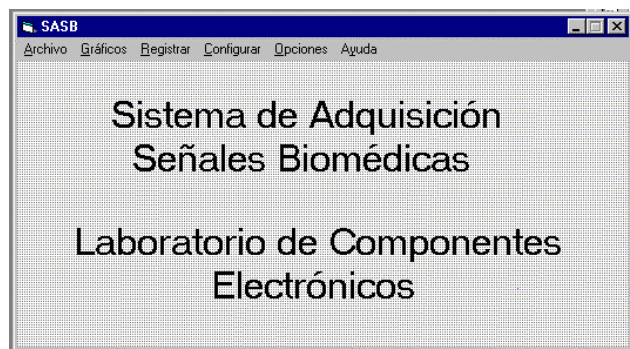 SASB
Archivo Gráficos Registrar Configurar Opciones Ayuda
Sistema de Adquisición
Señales Biomédicas
Laboratorio de Componentes
Electrónicos